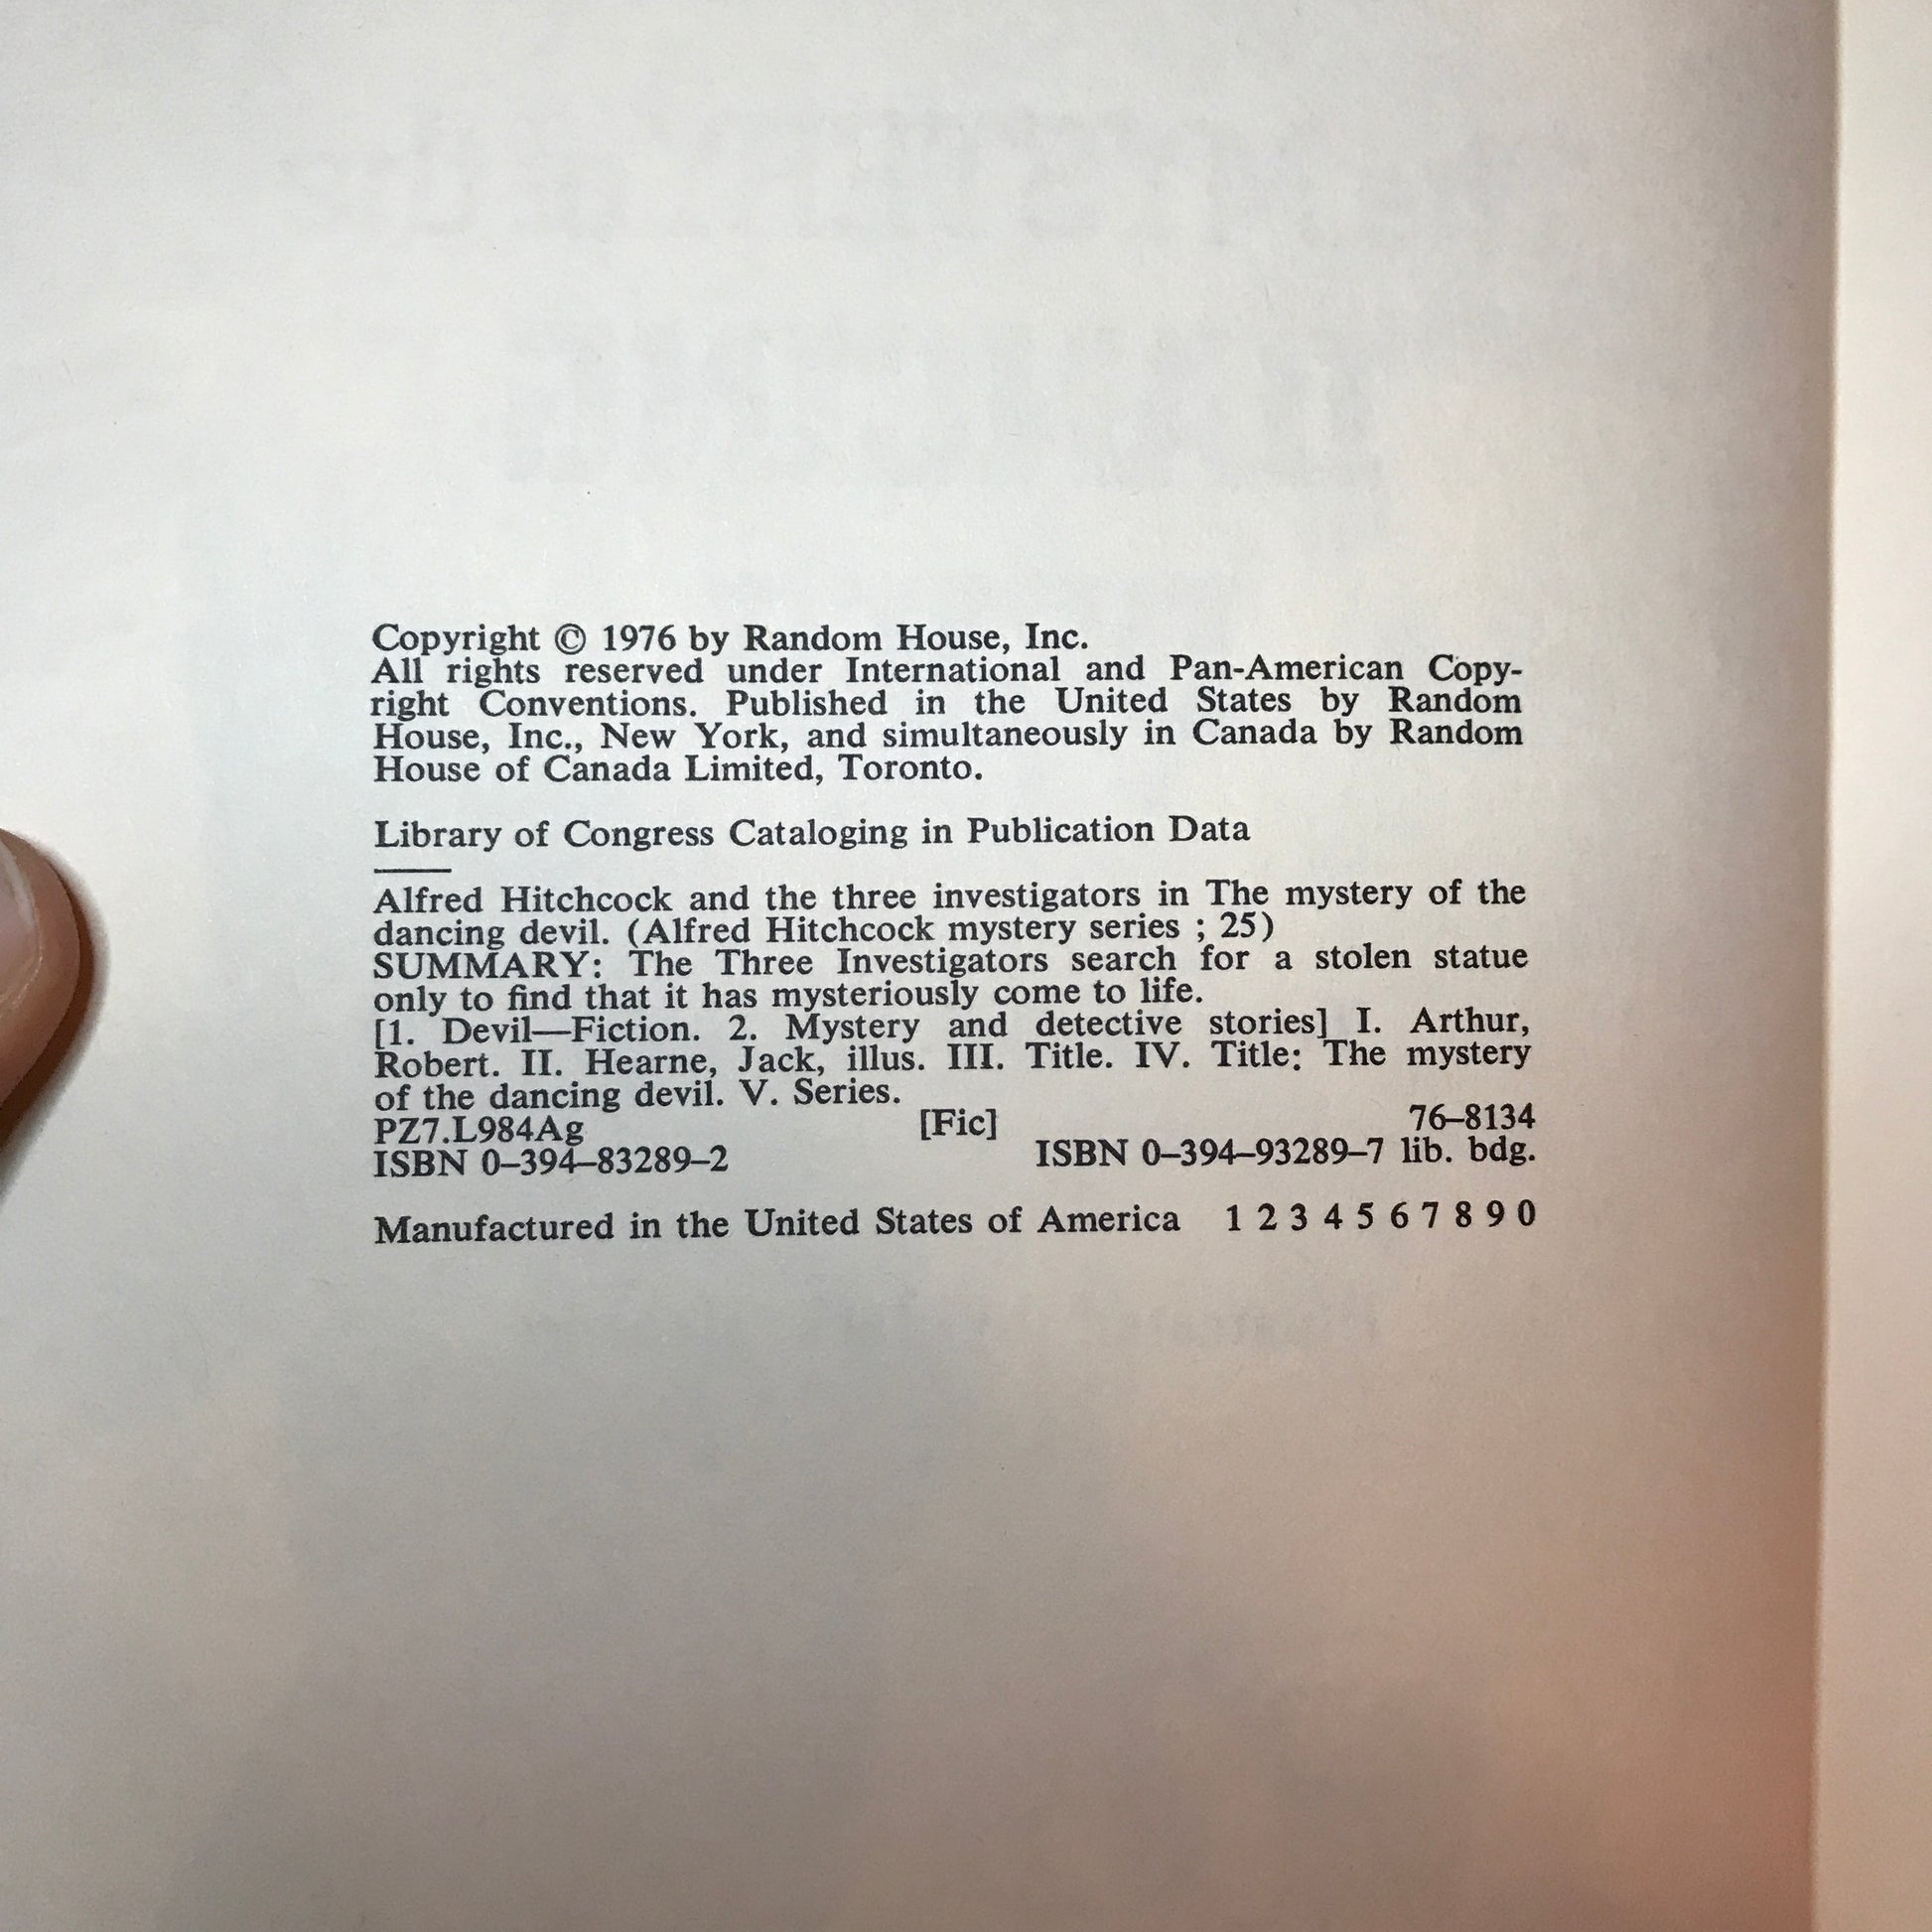 Copyright © 1976 by Random House, Inc.
All rights reserved under International and Pan-American Copy-
right Conventions. Published in the United States by Random
House, Inc., New York, and simultaneously in Canada by Random
House of Canada Limited, Toronto.
Library of Congress Cataloging in Publication Data
Alfred Hitchcock and the three investigators in The mystery of the
dancing devil. (Alfred Hitchcock mystery series ; 25)
SUMMARY: The Three Investigators search for a stolen statue
only to find that it has mysteriously come to life.
[1. Devil—Fiction. 2. Mystery and detective stories] I. Arthur,
Robert. II. Hearne, Jack, illus. III. Title. IV. Title: The mystery
of the dancing devil. V. Series.
PZ7.L984Ag [Fic] 76–8134
ISBN 0–394–83289–2 ISBN 0–394–93289–7 lib. bdg.
Manufactured in the United States of America 1 2 3 4 5 6 7 8 9 0